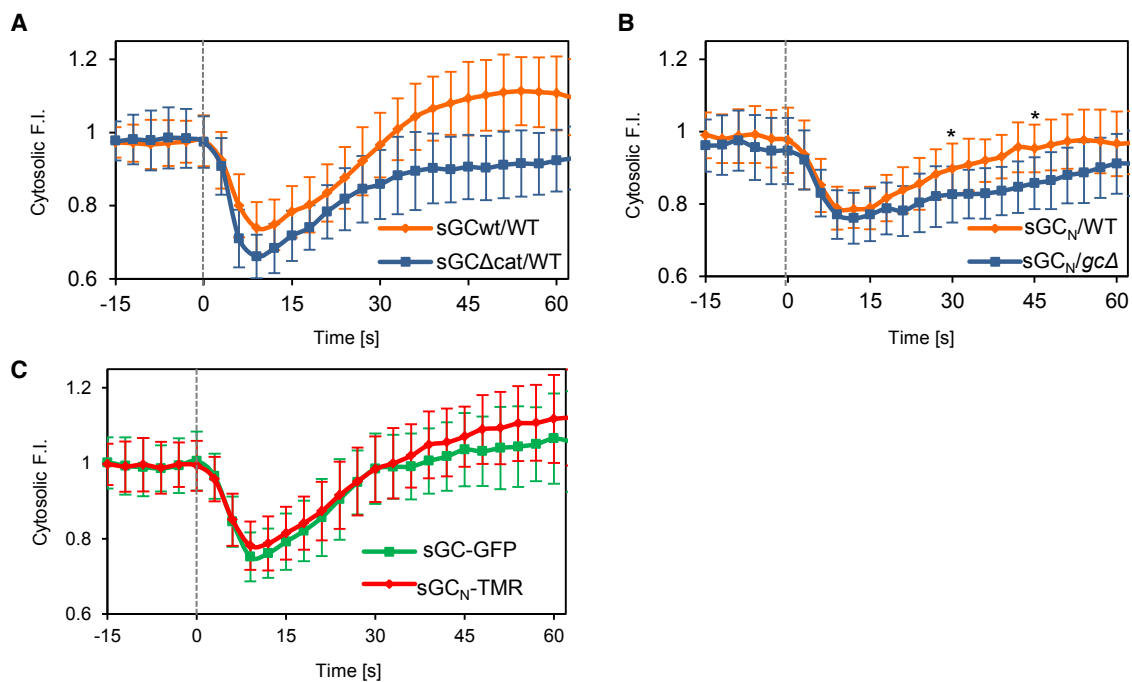 A
Cytosolic F.I.
1.2
1
0.8
0.6
sGCwt/WT
sGCΔcat/WT
-15 0 15 30 45 60
Time [s]
B
Cytosolic F.I.
1.2
1
0.8
0.6
* *
sGCN/WT
sGCN/gcΔ
-15 0 15 30 45 60
Time [s]
C
Cytosolic F.I.
1.2
1
0.8
0.6
sGC-GFP
sGCN-TMR
-15 0 15 30 45 60
Time [s]